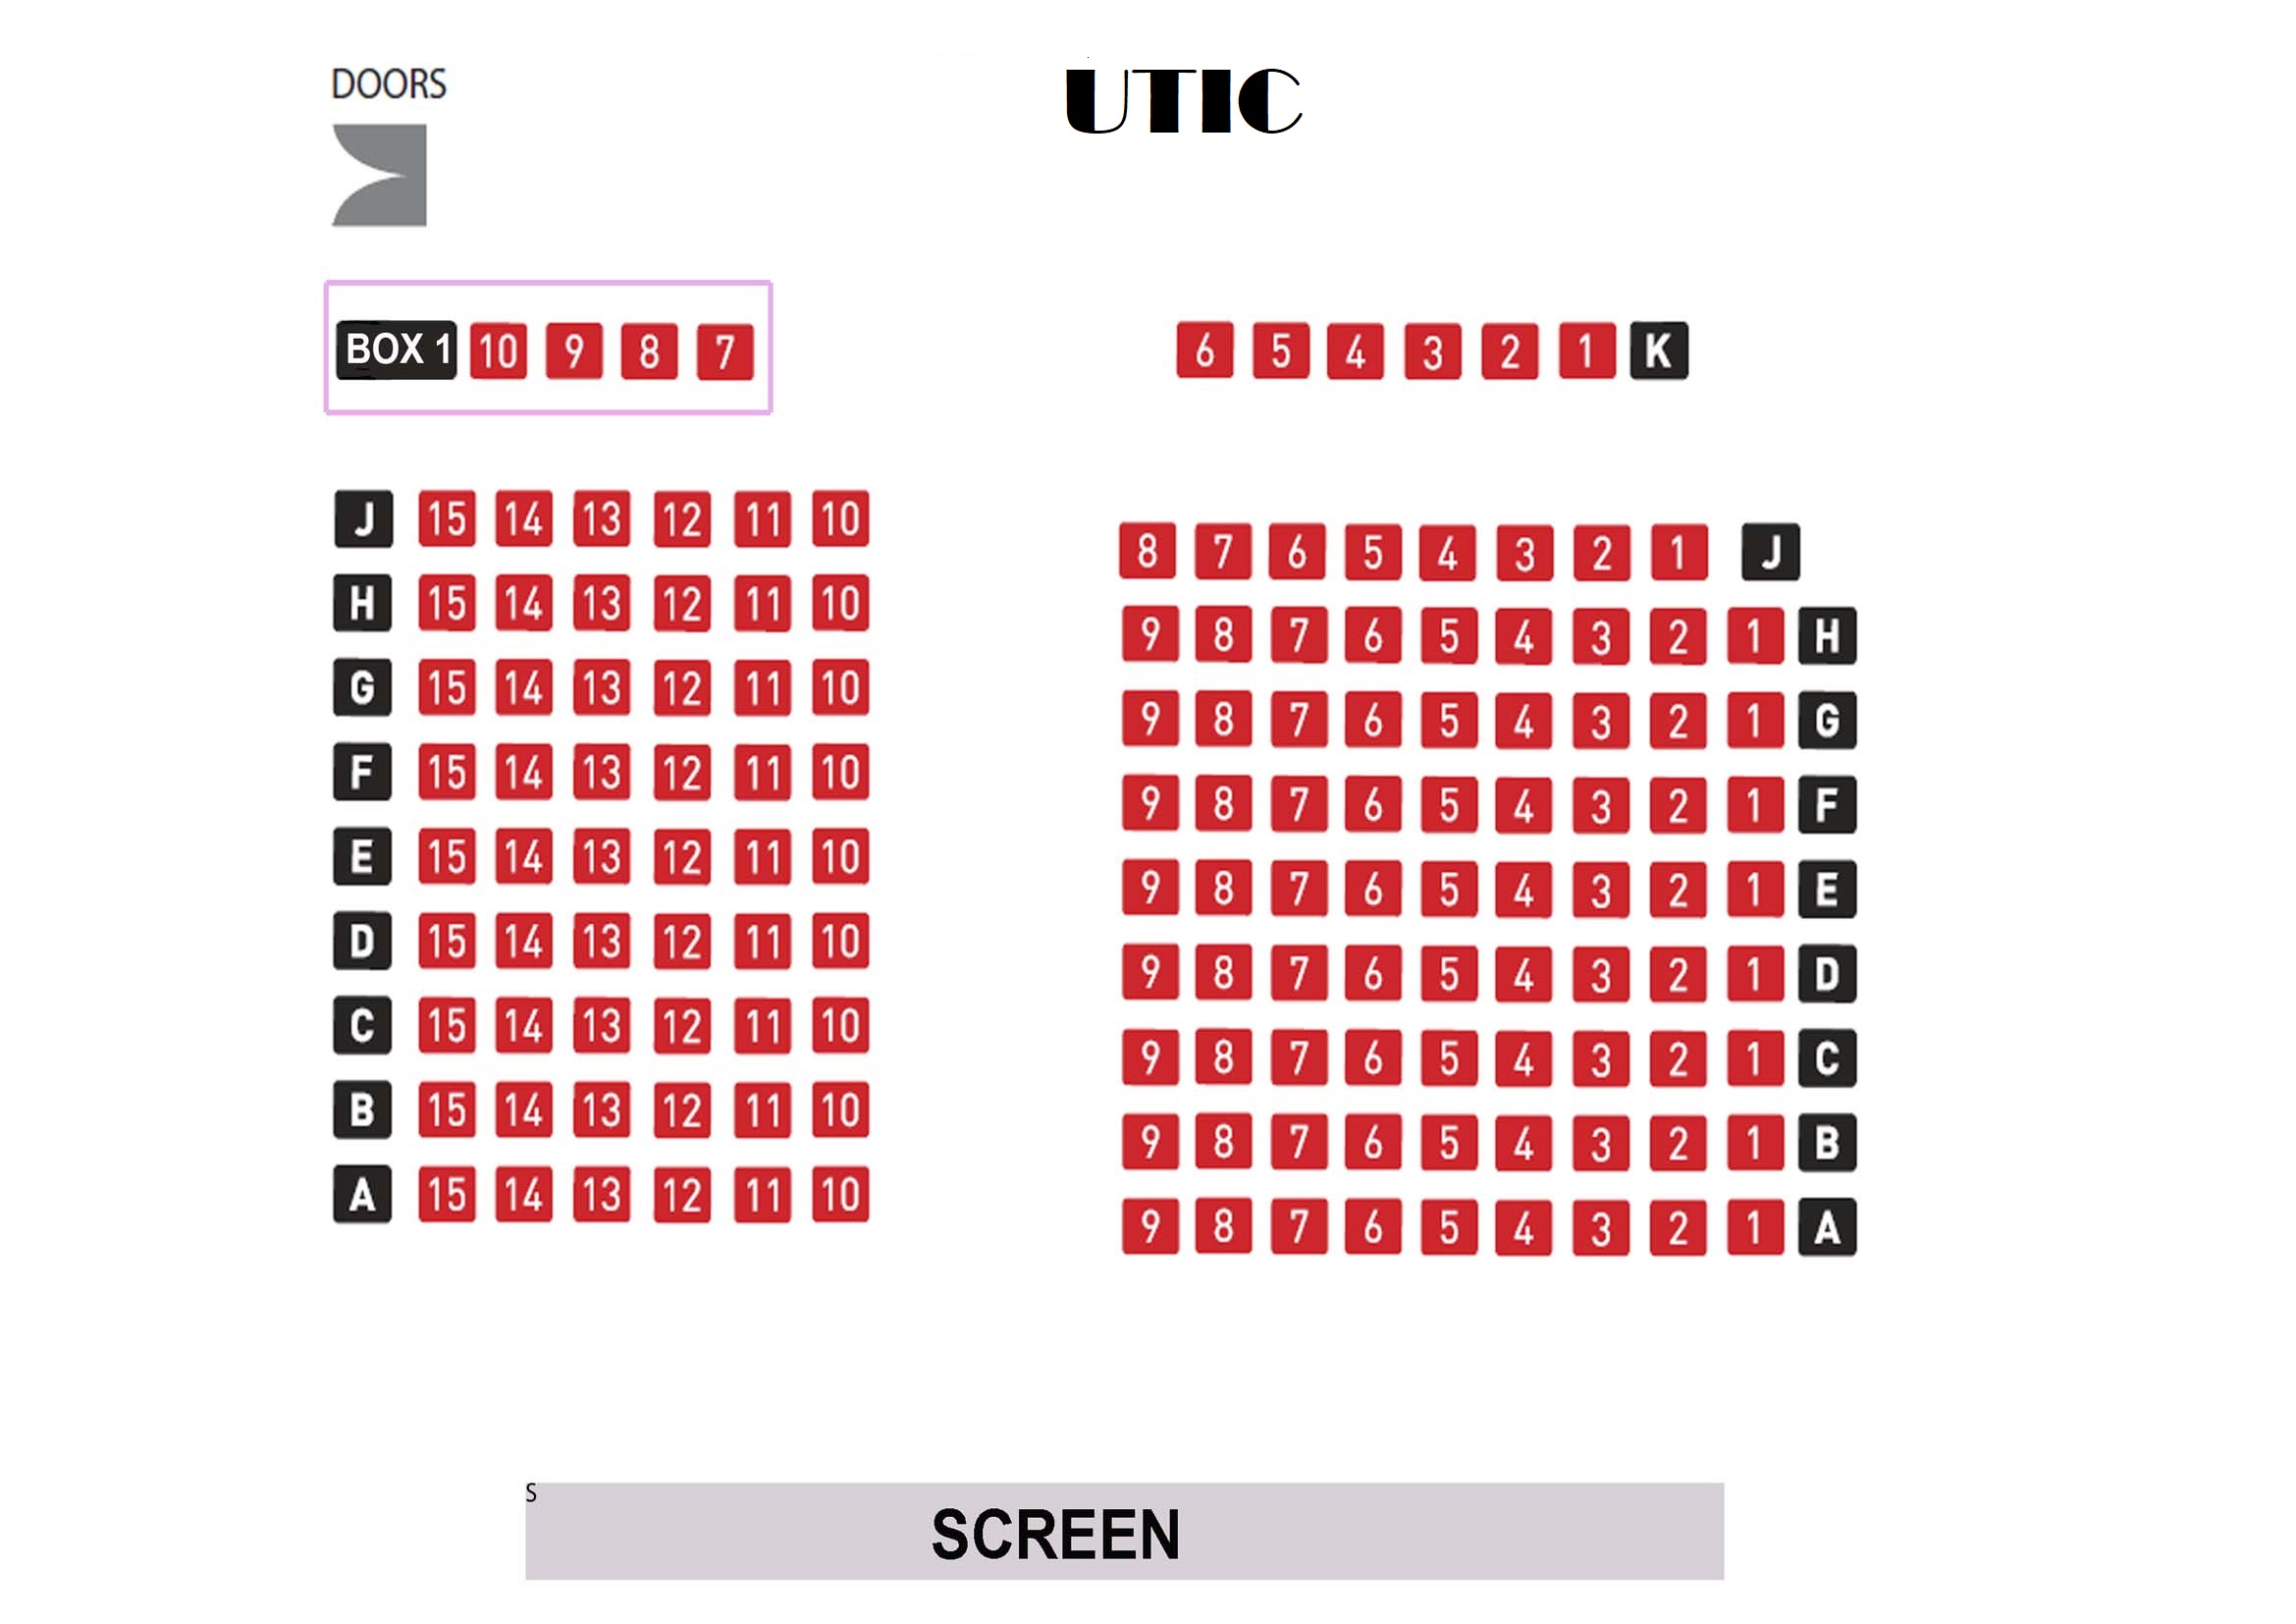 DOORS
UTIC
BOX 1 10 9 8 7
6 5 4 3 2 1 K
J 15 14 13 12 11 10
8 7 6 5 4 3 2 1 J
H 15 14 13 12 11 10
9 8 7 6 5 4 3 2 1 H
G 15 14 13 12 11 10
9 8 7 6 5 4 3 2 1 G
F 15 14 13 12 11 10
9 8 7 6 5 4 3 2 1 F
E 15 14 13 12 11 10
9 8 7 6 5 4 3 2 1 E
D 15 14 13 12 11 10
9 8 7 6 5 4 3 2 1 D
C 15 14 13 12 11 10
9 8 7 6 5 4 3 2 1 C
B 15 14 13 12 11 10
9 8 7 6 5 4 3 2 1 B
A 15 14 13 12 11 10
9 8 7 6 5 4 3 2 1 A
S
SCREEN